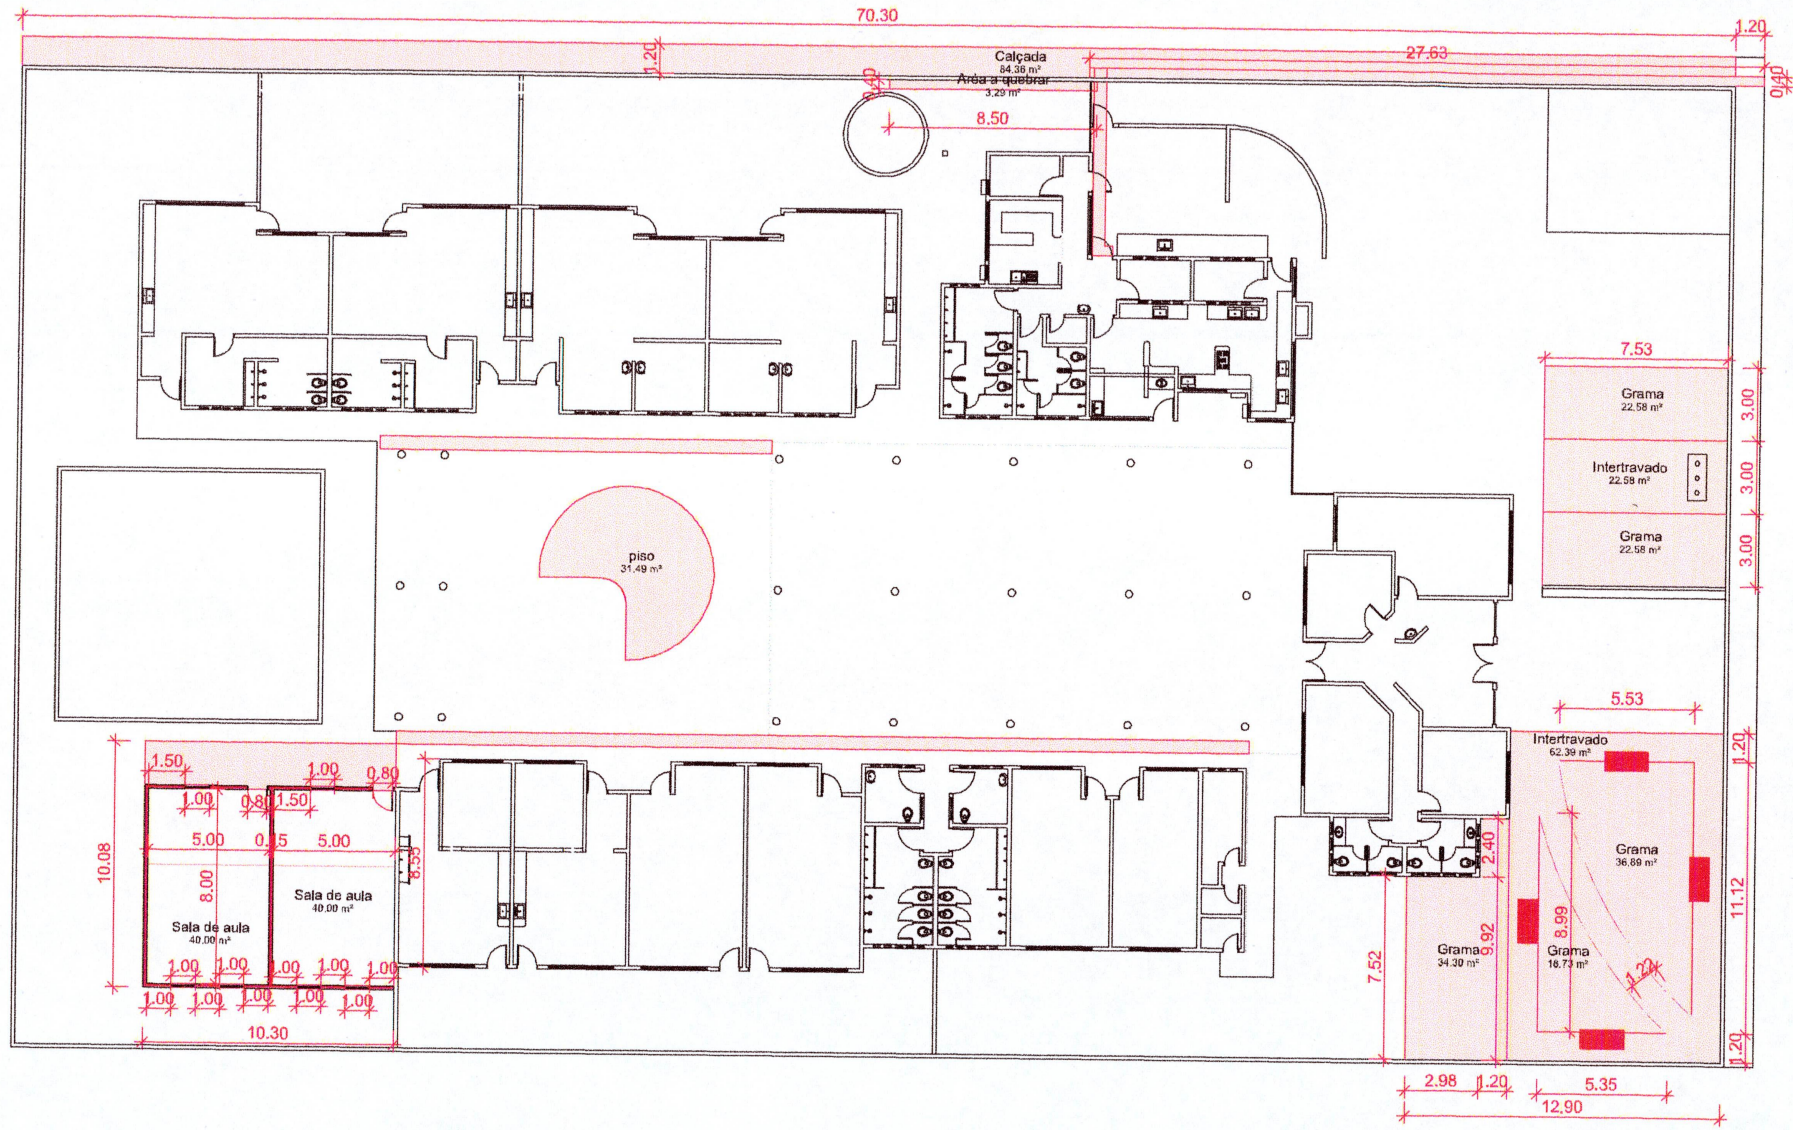 70.30
1.20
1.20
Calçada
84.36 m²
27.63
Aréa a quebrar
3.29 m²
0.40
0.40
8.50
7.53
Grama
22.58 m²
3.00
Intertravado
22.58 m²
3.00
Grama
22.58 m²
3.00
piso
31.49 m²
5.53
Intertravado
62.39 m²
1.20
1.50
1.00
0.80
1.00
0.80
1.50
5.00
0.15
5.00
10.08
8.00
8.55
Sala de aula
40.00 m²
Sala de aula
40.00 m²
1.00
1.00
1.00
1.00
1.00
1.00
1.00
1.00
1.00
1.00
10.30
2.40
Grama
36.89 m²
11.12
8.99
9.92
7.52
Grama
34.30 m²
Grama
16.73 m²
1.22
1.20
2.98
1.20
5.35
12.90